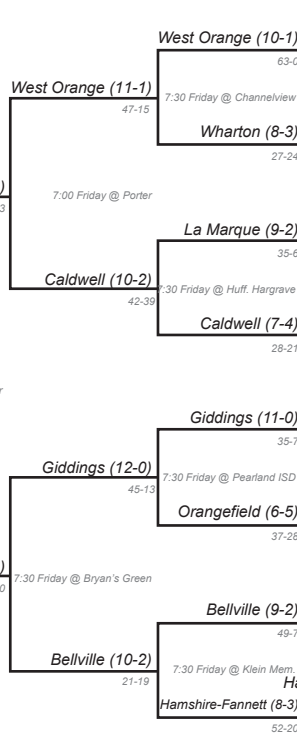 West Orange (10-1)
63-0
West Orange (11-1)
7:30 Friday @ Channelview
47-15
Wharton (8-3)
27-24
7:00 Friday @ Porter
La Marque (9-2)
35-6
Caldwell (10-2)
7:30 Friday @ Huff. Hargrave
42-39
Caldwell (7-4)
28-21
Giddings (11-0)
35-7
Giddings (12-0)
7:30 Friday @ Pearland ISD
45-13
Orangefield (6-5)
37-28
7:30 Friday @ Bryan's Green
Bellville (9-2)
49-7
Bellville (10-2)
7:30 Friday @ Klein Mem.
21-19
Hamshire-Fannett (8-3)
52-20